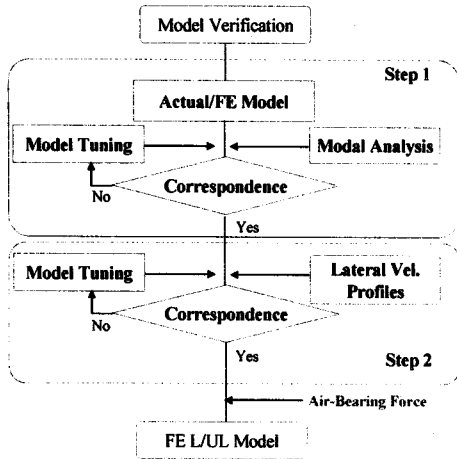 Model Verification
Step 1
Actual/FE Model
Model Tuning
Modal Analysis
No
Correspondence
Yes
Model Tuning
Lateral Vel.
Profiles
No
Correspondence
Yes
Step 2
Air-Bearing Force
FE L/UL Model